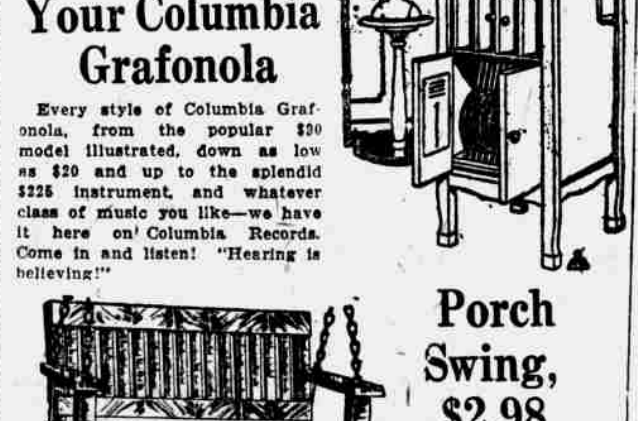 Your Columbia
Grafonola
Every style of Columbia Graf-
onola, from the popular $90
model illustrated, down as low
as $20 and up to the splendid
$225 instrument, and whatever
class of music you like—we have
it here on Columbia Records.
Come in and listen! "Hearing is
believing!"
Porch
Swing,
$2.98